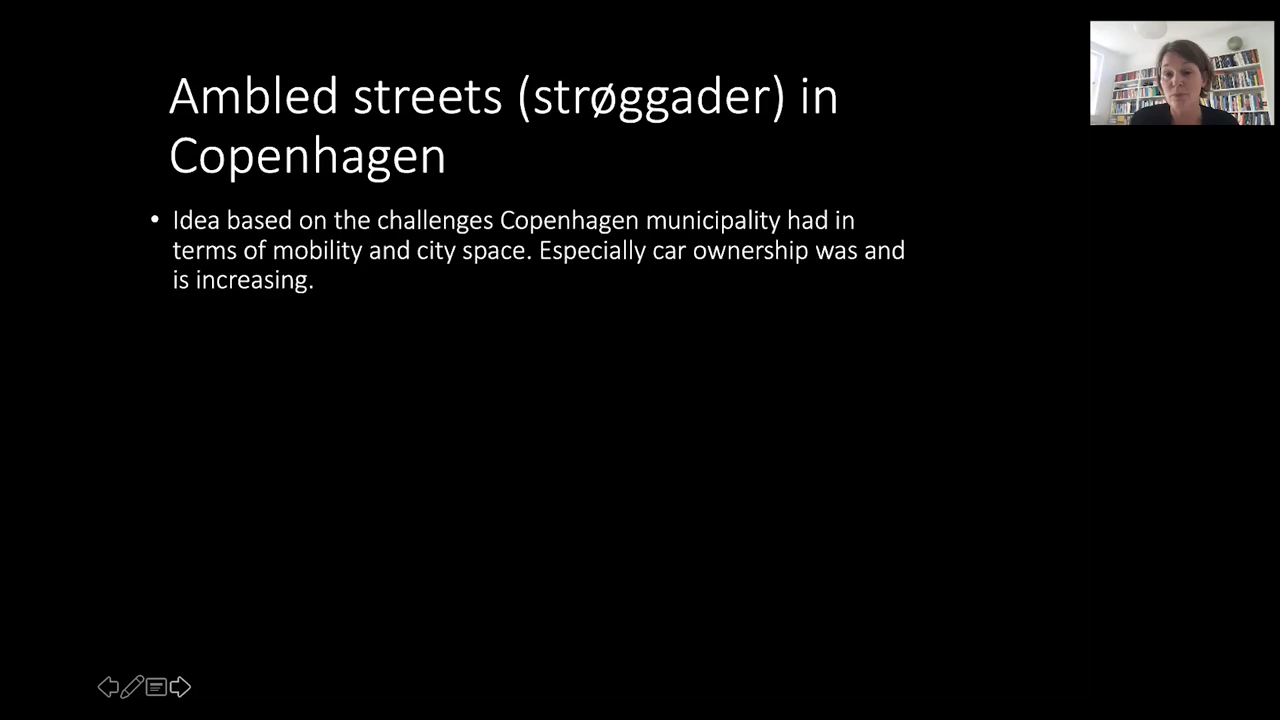 Ambled streets (strøggader) in
Copenhagen
• Idea based on the challenges Copenhagen municipality had in
terms of mobility and city space. Especially car ownership was and
is increasing.